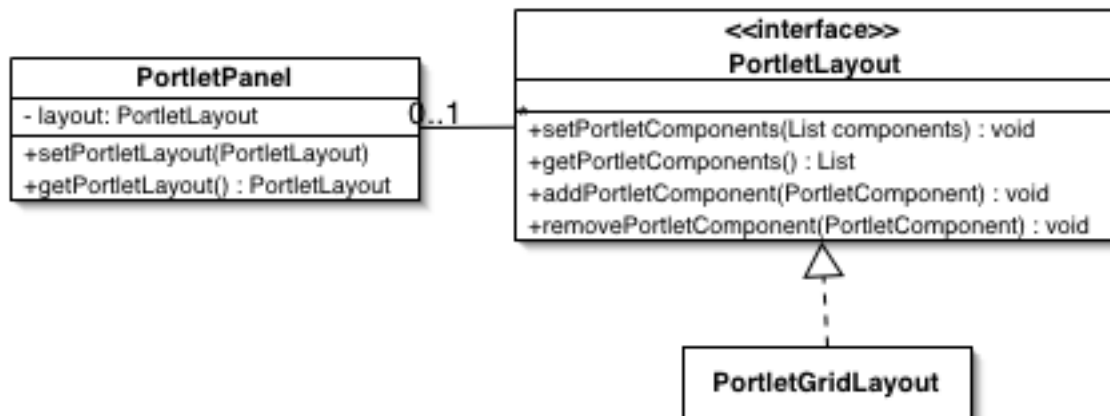 PortletPanel
- layout: PortletLayout
+setPortletLayout(PortletLayout)
+getPortletLayout() : PortletLayout
0..1
*
<<interface>>
PortletLayout
+setPortletComponents(List components) : void
+getPortletComponents() : List
+addPortletComponent(PortletComponent) : void
+removePortletComponent(PortletComponent) : void
PortletGridLayout